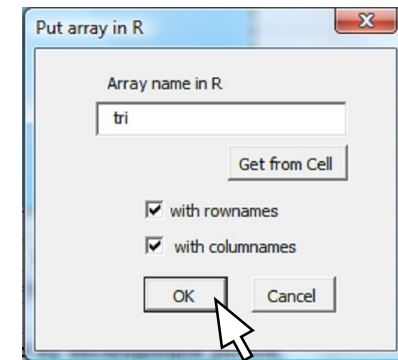 Put array in R
Array name in R
tri
Get from Cell
with rownames
with columnames
OK
Cancel